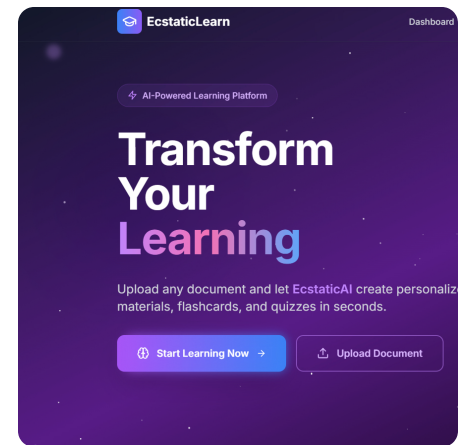 EcstaticLearn
Dashboard
AI-Powered Learning Platform
Transform
Your
Learning
Upload any document and let EcstaticAI create personaliz
materials, flashcards, and quizzes in seconds.
Start Learning Now →
Upload Document